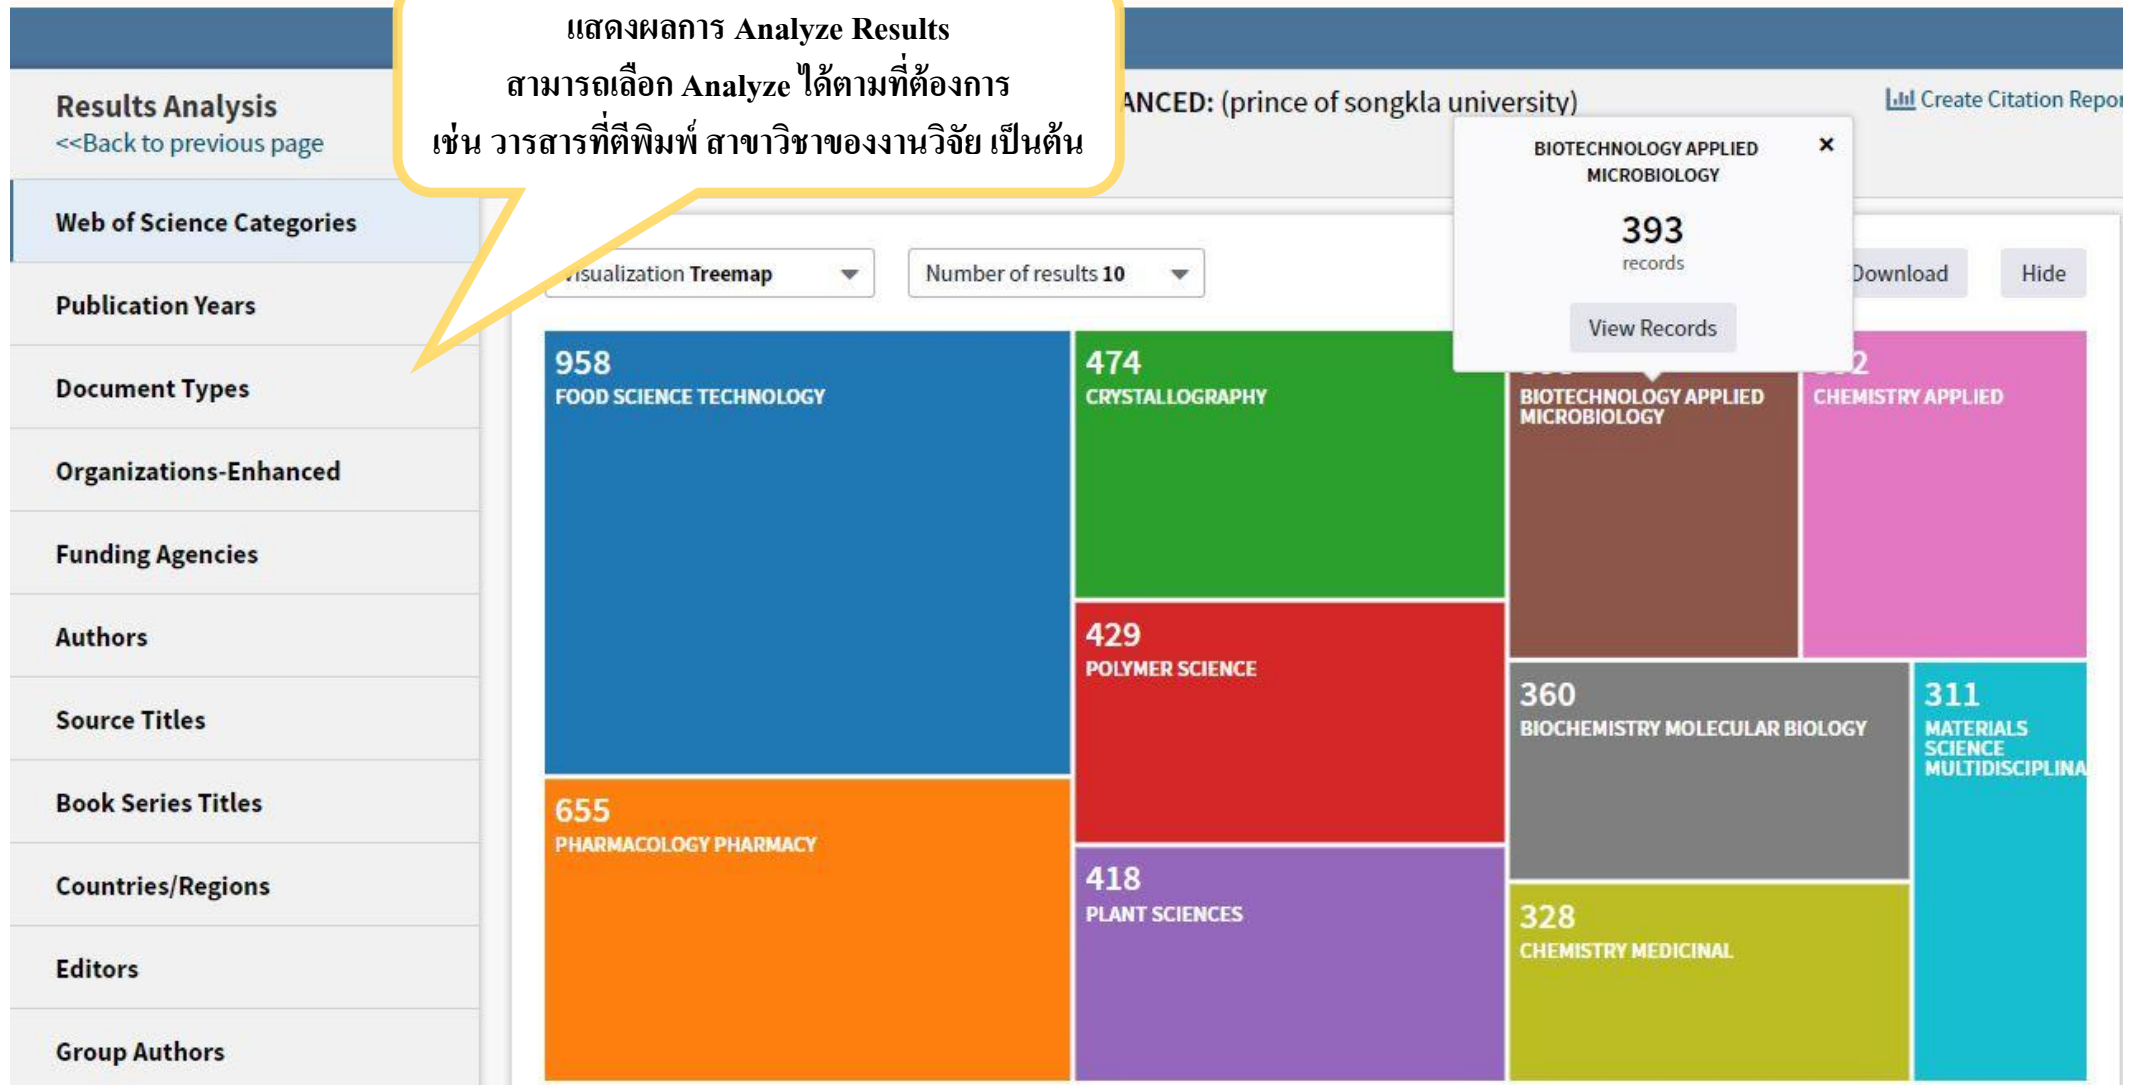 แสดงผลการ Analyze Results
สามารถเลือก Analyze ได้ตามที่ต้องการ
เช่น วารสารที่ตีพิมพ์ สาขาวิชาของงานวิจัย เป็นต้น
Results Analysis
<<Back to previous page
(prince of songkla university)
Create Citation Repor
Web of Science Categories
Publication Years
Document Types
Organizations-Enhanced
Funding Agencies
Authors
Source Titles
Book Series Titles
Countries/Regions
Editors
Group Authors
Visualization Treemap
Number of results 10
Download
Hide
BIOTECHNOLOGY APPLIED
MICROBIOLOGY
393
records
View Records
958
FOOD SCIENCE TECHNOLOGY
474
CRYSTALLOGRAPHY
BIOTECHNOLOGY APPLIED
MICROBIOLOGY
CHEMISTRY APPLIED
429
POLYMER SCIENCE
360
BIOCHEMISTRY MOLECULAR BIOLOGY
311
MATERIALS
SCIENCE
MULTIDISCIPLINA
655
PHARMACOLOGY PHARMACY
418
PLANT SCIENCES
328
CHEMISTRY MEDICINAL